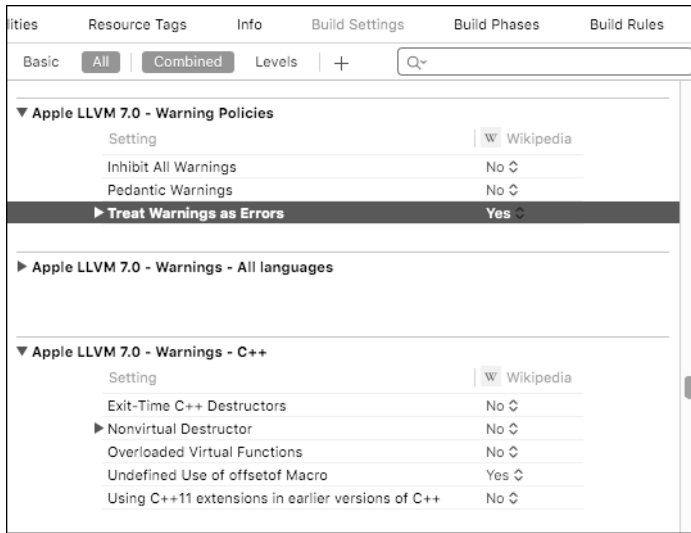 lities Resource Tags Info Build Settings Build Phases Build Rules
Basic All Combined Levels +
Apple LLVM 7.0 - Warning Policies
Setting W Wikipedia
Inhibit All Warnings No
Pedantic Warnings No
Treat Warnings as Errors Yes
Apple LLVM 7.0 - Warnings - All languages
Apple LLVM 7.0 - Warnings - C++
Setting W Wikipedia
Exit-Time C++ Destructors No
Nonvirtual Destructor No
Overloaded Virtual Functions No
Undefined Use of offsetof Macro Yes
Using C++11 extensions in earlier versions of C++ No